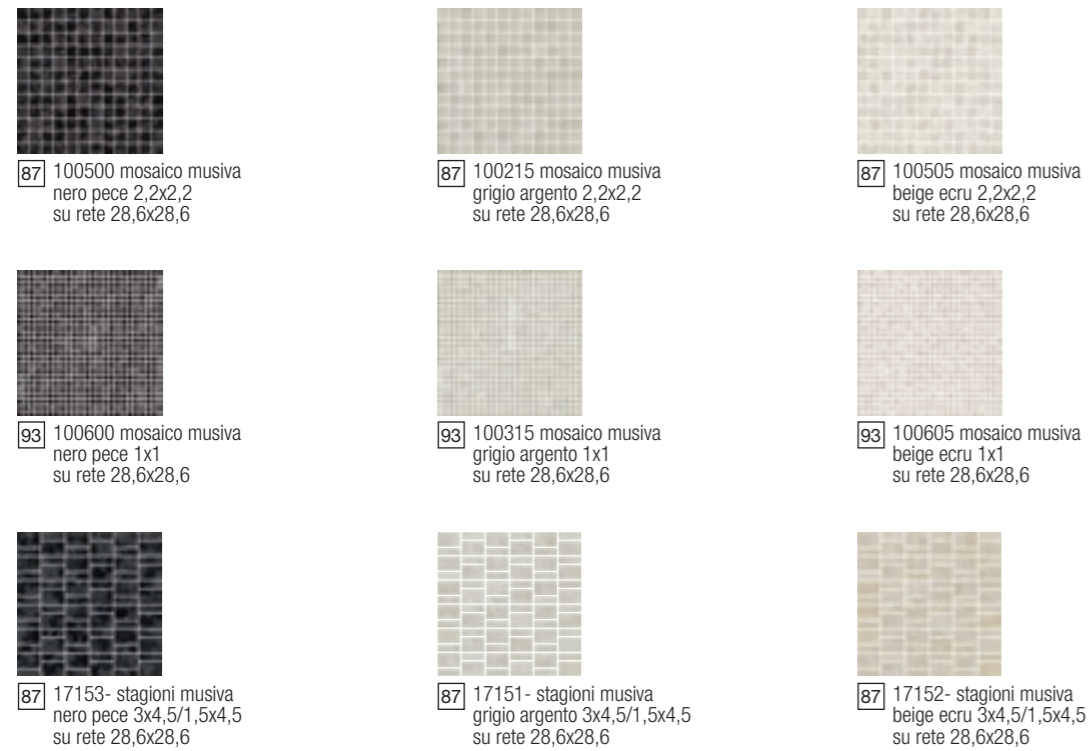 87 100500 mosaico musiva
nero pece 2,2x2,2
su rete 28,6x28,6
87 100215 mosaico musiva
grigio argento 2,2x2,2
su rete 28,6x28,6
87 100505 mosaico musiva
beige ecru 2,2x2,2
su rete 28,6x28,6
93 100600 mosaico musiva
nero pece 1x1
su rete 28,6x28,6
93 100315 mosaico musiva
grigio argento 1x1
su rete 28,6x28,6
93 100605 mosaico musiva
beige ecru 1x1
su rete 28,6x28,6
87 17153- stagioni musiva
nero pece 3x4,5/1,5x4,5
su rete 28,6x28,6
87 17151- stagioni musiva
grigio argento 3x4,5/1,5x4,5
su rete 28,6x28,6
87 17152- stagioni musiva
beige ecru 3x4,5/1,5x4,5
su rete 28,6x28,6